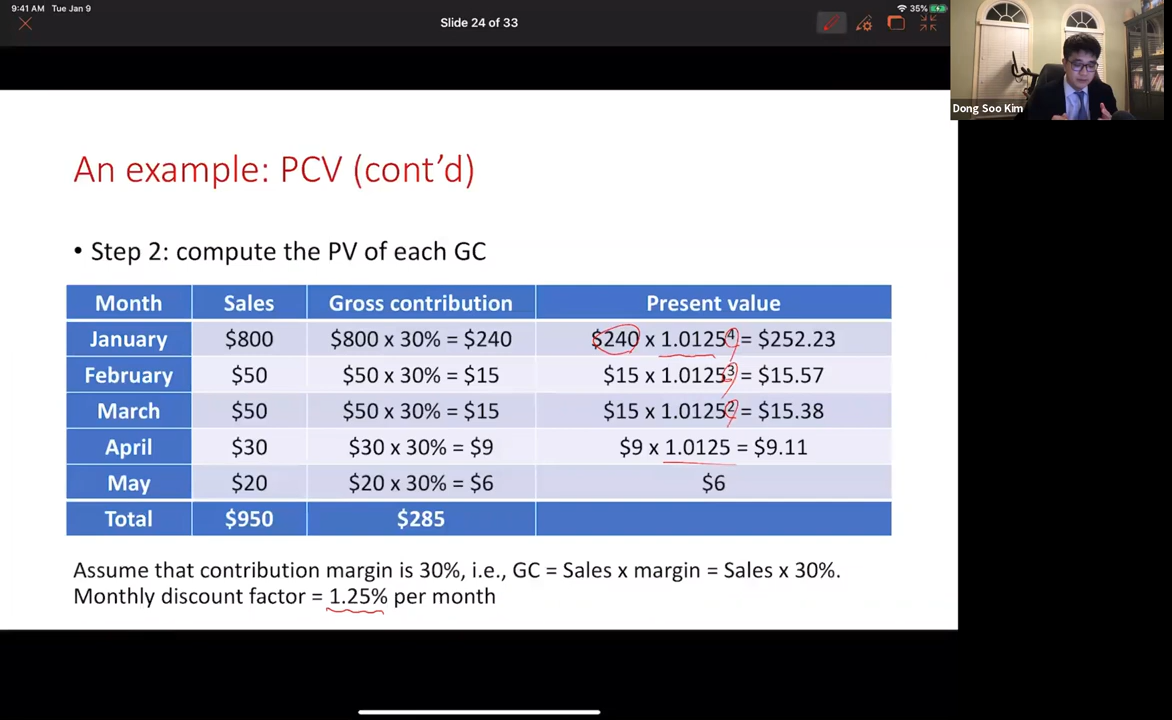 9:41 AM Tue Jan 9
35%
Slide 24 of 33
Dong Soo Kim
An example: PCV (cont’d)
• Step 2: compute the PV of each GC
Month Sales Gross contribution Present value
January $800 $800 x 30% = $240 $240 x 1.0125⁴ = $252.23
February $50 $50 x 30% = $15 $15 x 1.0125³ = $15.57
March $50 $50 x 30% = $15 $15 x 1.0125² = $15.38
April $30 $30 x 30% = $9 $9 x 1.0125 = $9.11
May $20 $20 x 30% = $6 $6
Total $950 $285
Assume that contribution margin is 30%, i.e., GC = Sales x margin = Sales x 30%.
Monthly discount factor = 1.25% per month